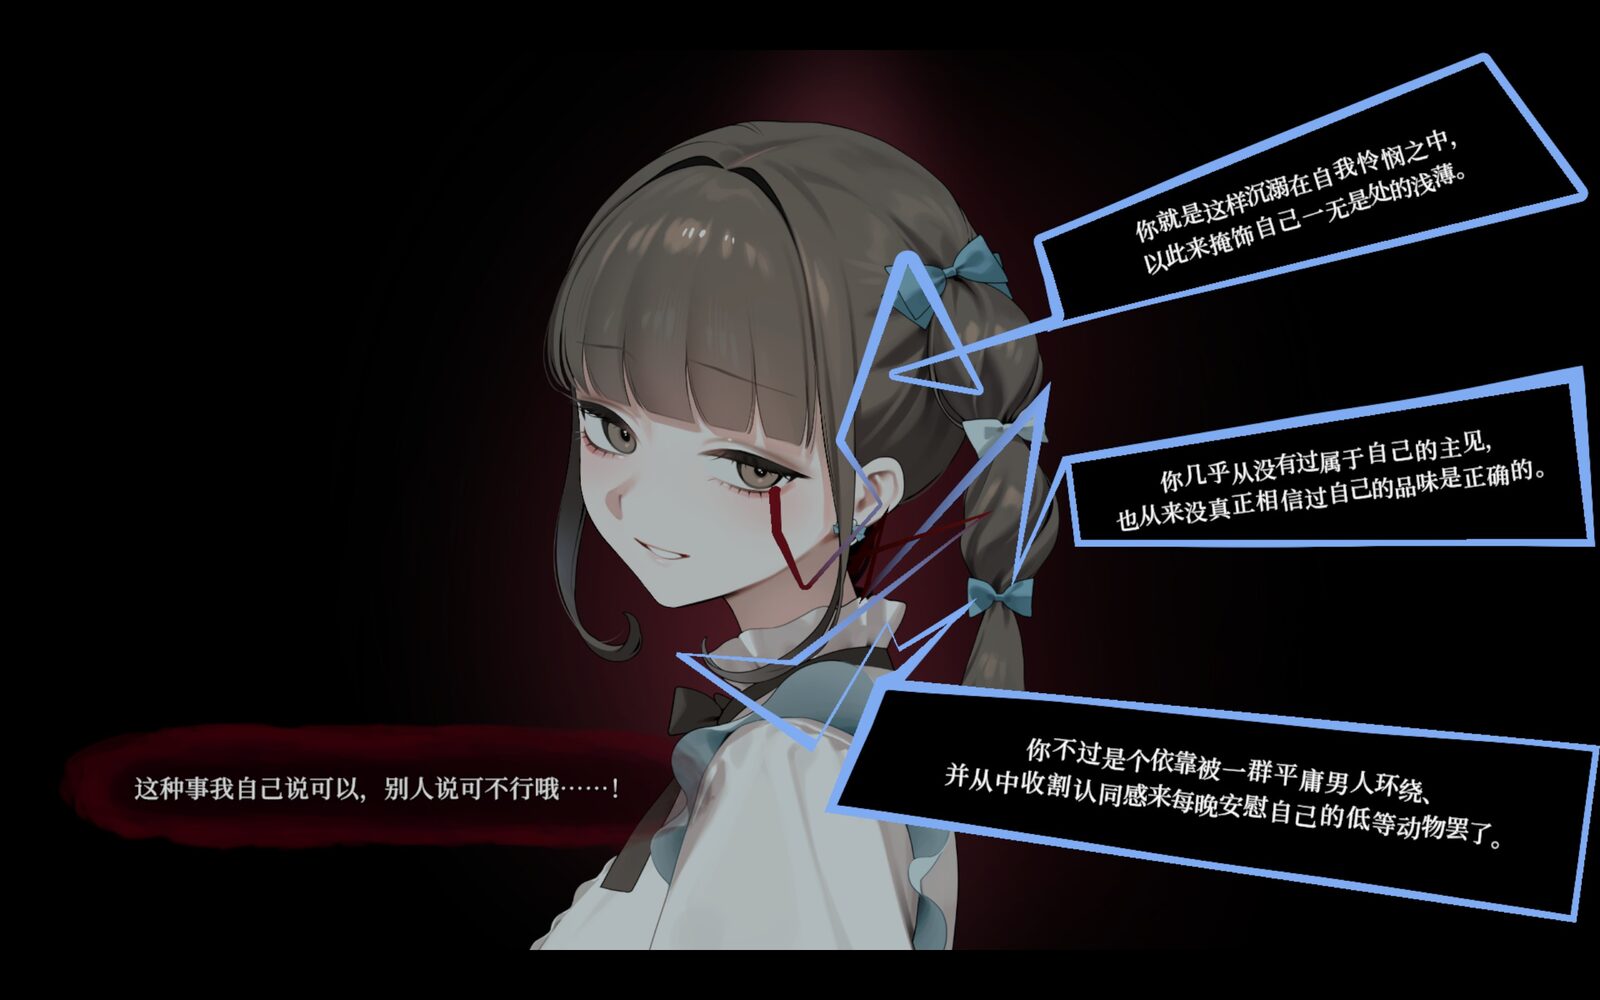 你就是这样沉溺在自我怜悯之中，
以此来掩饰自己一无是处的浅薄。
你几乎从没有过属于自己的主见，
也从来没真正相信过自己的品味是正确的。
你不过是个依靠被一群平庸男人环绕、
并从中收割认同感来每晚安慰自己的低等动物罢了。
这种事我自己说可以，别人说可不行哦……！